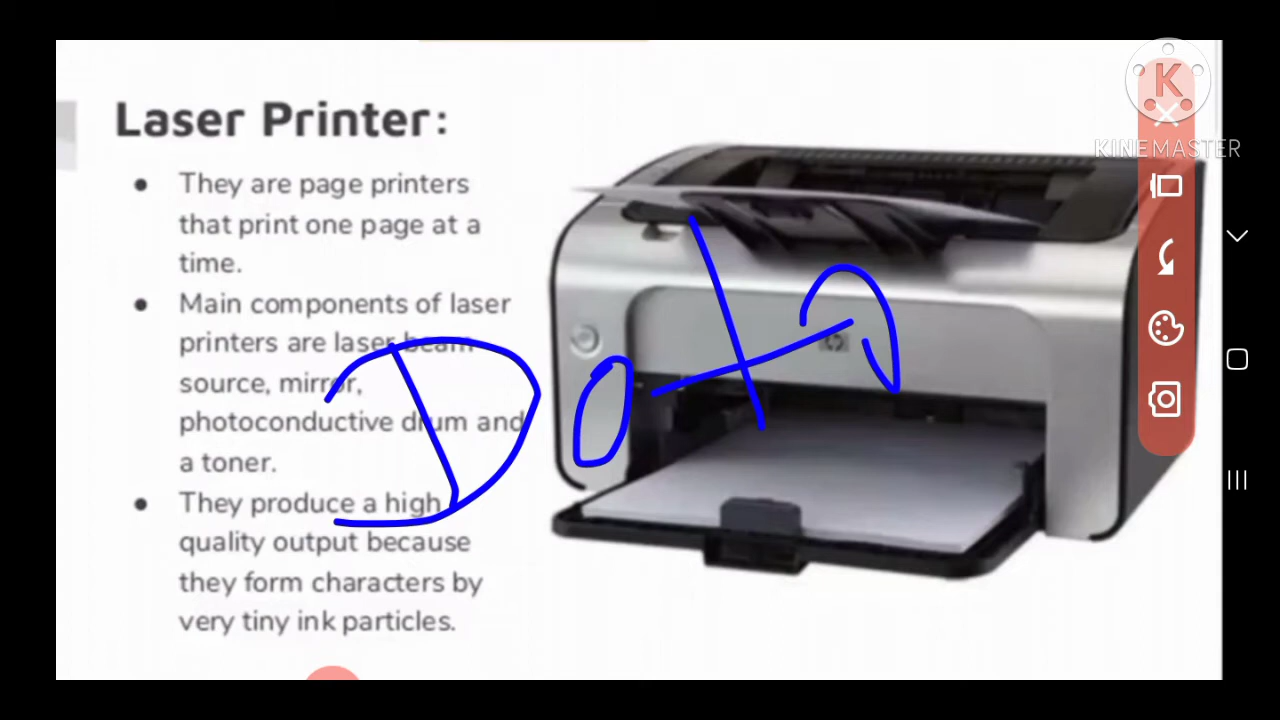 Laser Printer:
● They are page printers
that print one page at a
time.
● Main components of laser
printers are laser beam
source, mirror,
photoconductive drum and
a toner.
● They produce a high
quality output because
they form characters by
very tiny ink particles.
Data
hp
K
KINEMASTER